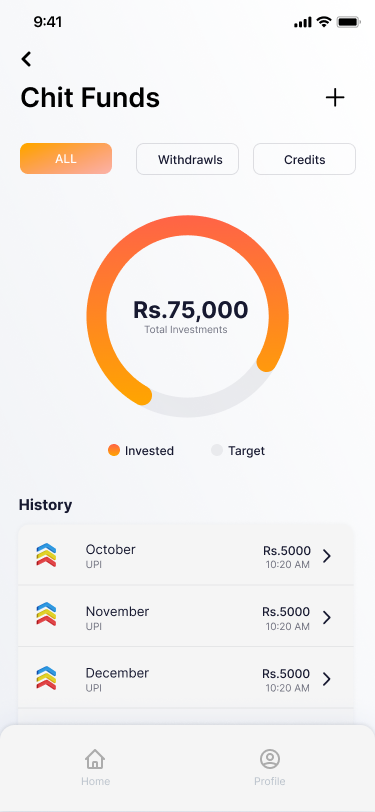 9:41
Chit Funds
ALL
Withdrawls
Credits
Rs.75,000
Total Investments
Invested
Target
History
October
Rs.5000
UPI
10:20 AM
November
Rs.5000
UPI
10:20 AM
December
Rs.5000
UPI
10:20 AM
Home
Profile